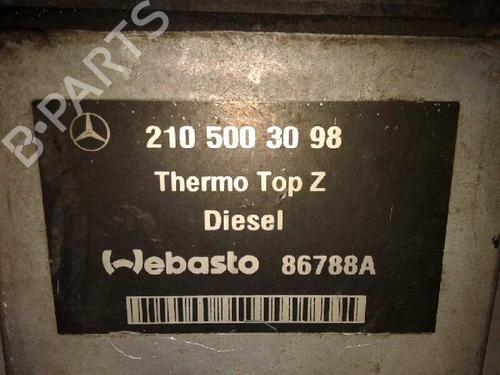 B-PARTS
210 500 30 98
Thermo Top Z
Diesel
Webasto 86788A